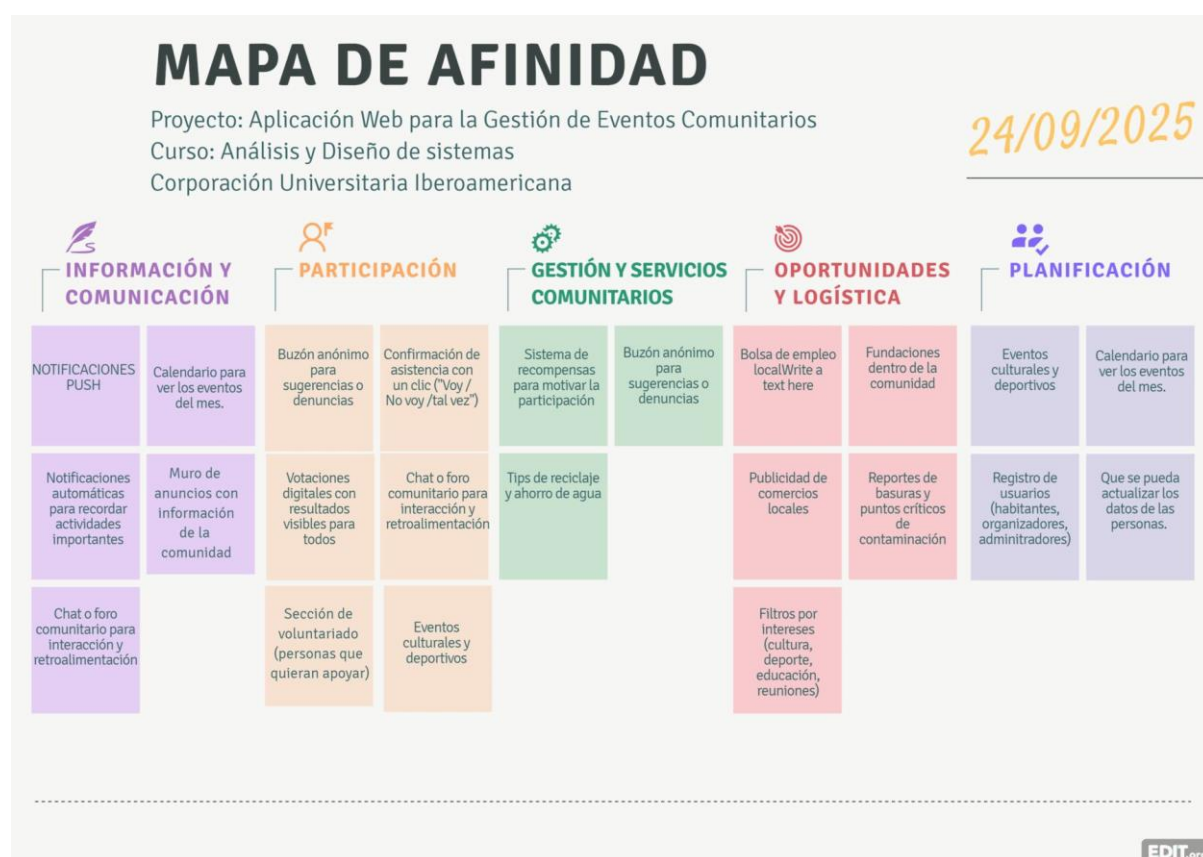 MAPA DE AFINIDAD
Proyecto: Aplicación Web para la Gestión de Eventos Comunitarios
Curso: Análisis y Diseño de sistemas
Corporación Universitaria Iberoamericana
24/09/2025
INFORMACIÓN Y
COMUNICACIÓN
NOTIFICACIONES
PUSH
Calendario para
ver los eventos
del mes.
Notificaciones
automáticas
para recordar
actividades
importantes
Muro de
anuncios con
información
de la
comunidad
Chat o foro
comunitario para
interacción y
retroalimentación
PARTICIPACIÓN
Buzón anónimo
para
sugerencias o
denuncias
Confirmación de
asistencia con
un clic ("Voy /
No voy /tal vez")
Votaciones
digitales con
resultados
visibles para
todos
Chat o foro
comunitario para
interacción y
retroalimentación
Sección de
voluntariado
(personas que
quieran apoyar)
Eventos
culturales y
deportivos
GESTIÓN Y SERVICIOS
COMUNITARIOS
Sistema de
recompensas
para motivar la
participación
Buzón anónimo
para
sugerencias o
denuncias
Tips de reciclaje
y ahorro de agua
OPORTUNIDADES
Y LOGÍSTICA
Bolsa de empleo
localWrite a
text here
Fundaciones
dentro de la
comunidad
Publicidad de
comercios
locales
Reportes de
basuras y
puntos críticos
de
contaminación
Filtros por
intereses
(cultura,
deporte,
educación,
reuniones)
PLANIFICACIÓN
Eventos
culturales y
deportivos
Calendario para
ver los eventos
del mes.
Registro de
usuarios
(habitantes,
organizadores,
adminitradores)
Que se pueda
actualizar los
datos de las
personas.
EDIT